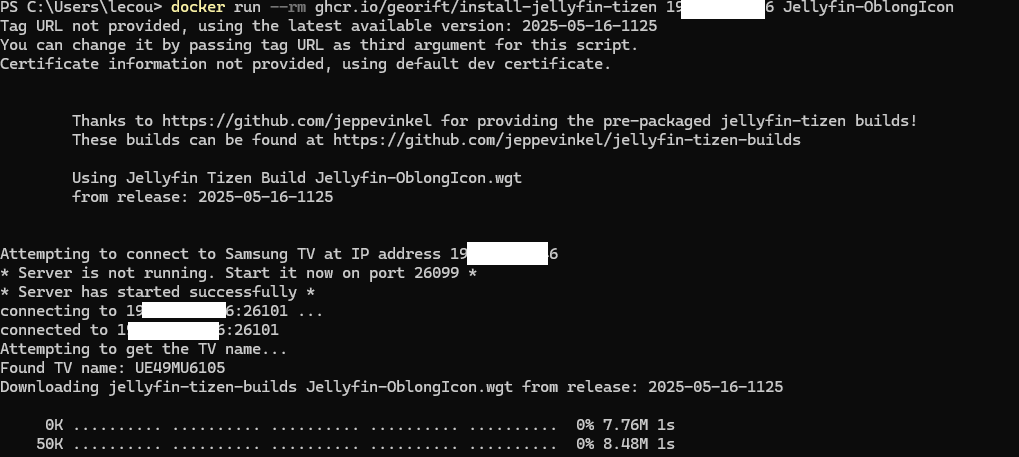 PS C:\Users\lecou> docker run --rm ghcr.io/georift/install-jellyfin-tizen 19 6 Jellyfin-OblongIcon
Tag URL not provided, using the latest available version: 2025-05-16-1125
You can change it by passing tag URL as third argument for this script.
Certificate information not provided, using default dev certificate.
Thanks to https://github.com/jeppevinkel for providing the pre-packaged jellyfin-tizen builds!
These builds can be found at https://github.com/jeppevinkel/jellyfin-tizen-builds
Using Jellyfin Tizen Build Jellyfin-OblongIcon.wgt
from release: 2025-05-16-1125
Attempting to connect to Samsung TV at IP address 19 6
* Server is not running. Start it now on port 26099 *
* Server has started successfully *
connecting to 19 6:26101 ...
connected to 1 6:26101
Attempting to get the TV name...
Found TV name: UE49MU6105
Downloading jellyfin-tizen-builds Jellyfin-OblongIcon.wgt from release: 2025-05-16-1125
0K .......... .......... .......... .......... .......... 0% 7.76M 1s
50K .......... .......... .......... .......... .......... 0% 8.48M 1s